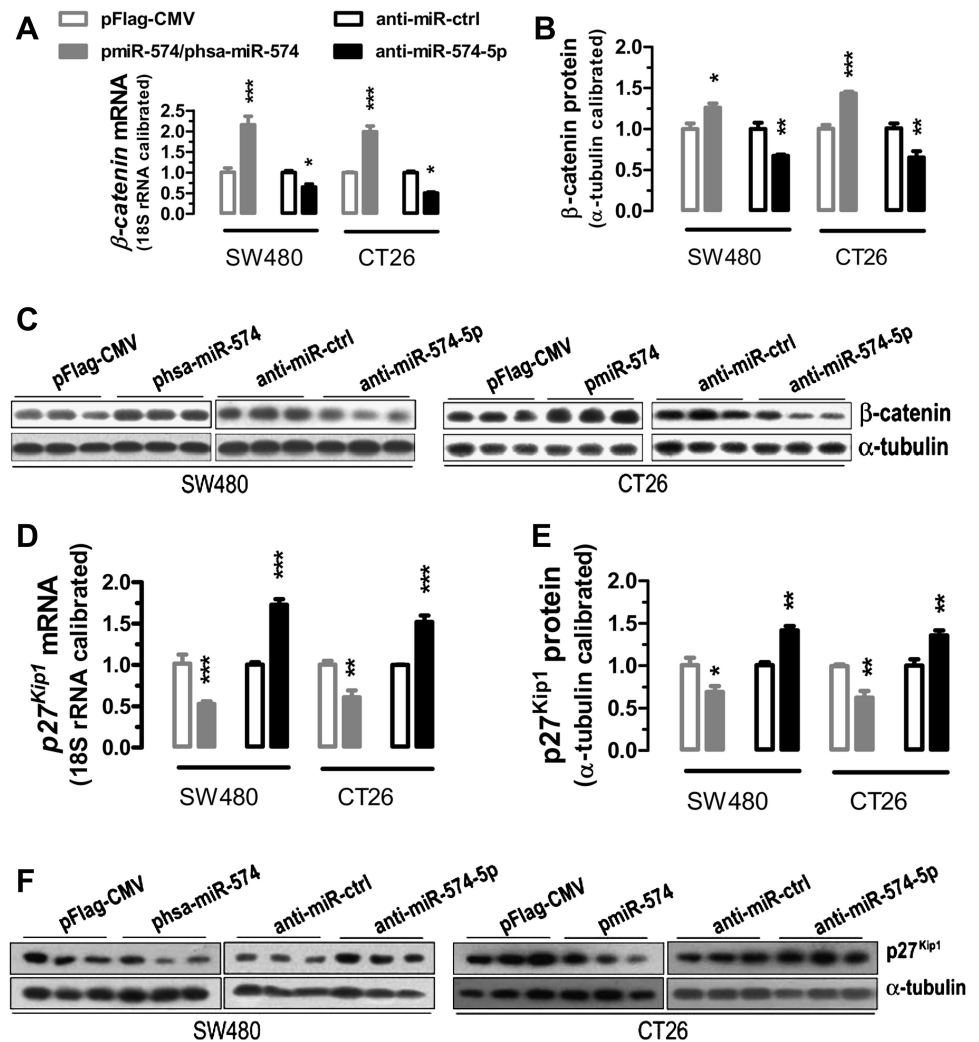 A
pFlag-CMV
anti-miR-ctrl
pmiR-574/phsa-miR-574
anti-miR-574-5p
β-catenin mRNA
(18S rRNA calibrated)
2.5
2.0
1.5
1.0
0.5
0.0
***
*
***
*
SW480
CT26
B
β-catenin protein
(α-tubulin calibrated)
2.0
1.5
1.0
0.5
0.0
*
**
***
**
SW480
CT26
C
pFlag-CMV
phsa-miR-574
anti-miR-ctrl
anti-miR-574-5p
pFlag-CMV
pmiR-574
anti-miR-ctrl
anti-miR-574-5p
β-catenin
α-tubulin
SW480
CT26
D
p27Kip1 mRNA
(18S rRNA calibrated)
2.0
1.5
1.0
0.5
0.0
***
***
**
***
SW480
CT26
E
p27Kip1 protein
(α-tubulin calibrated)
2.0
1.5
1.0
0.5
0.0
*
**
**
**
SW480
CT26
F
pFlag-CMV
phsa-miR-574
anti-miR-ctrl
anti-miR-574-5p
pFlag-CMV
pmiR-574
anti-miR-ctrl
anti-miR-574-5p
p27Kip1
α-tubulin
SW480
CT26